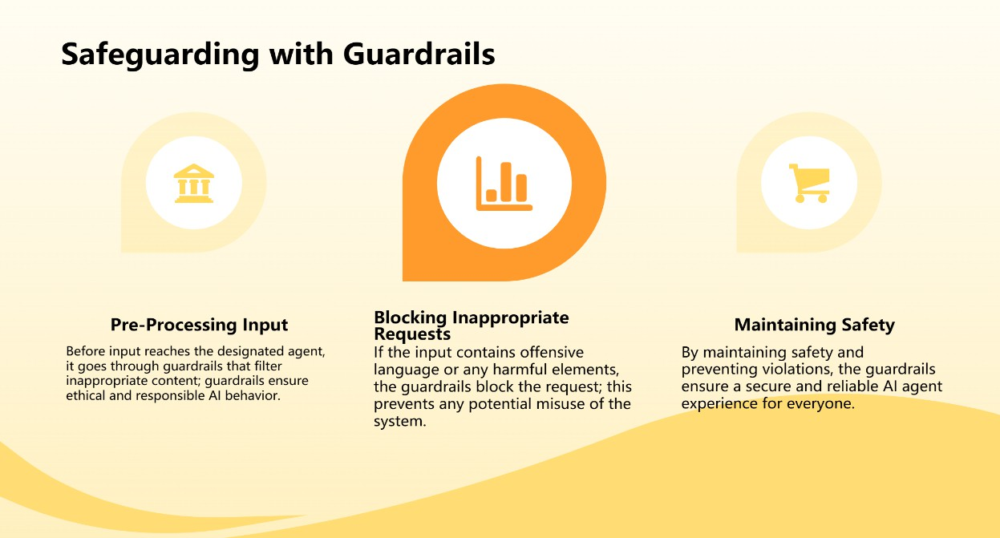 Safeguarding with Guardrails
Pre-Processing Input
Before input reaches the designated agent,
it goes through guardrails that filter
inappropriate content; guardrails ensure
ethical and responsible AI behavior.
Blocking Inappropriate
Requests
If the input contains offensive
language or any harmful elements,
the guardrails block the request; this
prevents any potential misuse of the
system.
Maintaining Safety
By maintaining safety and
preventing violations, the guardrails
ensure a secure and reliable AI agent
experience for everyone.